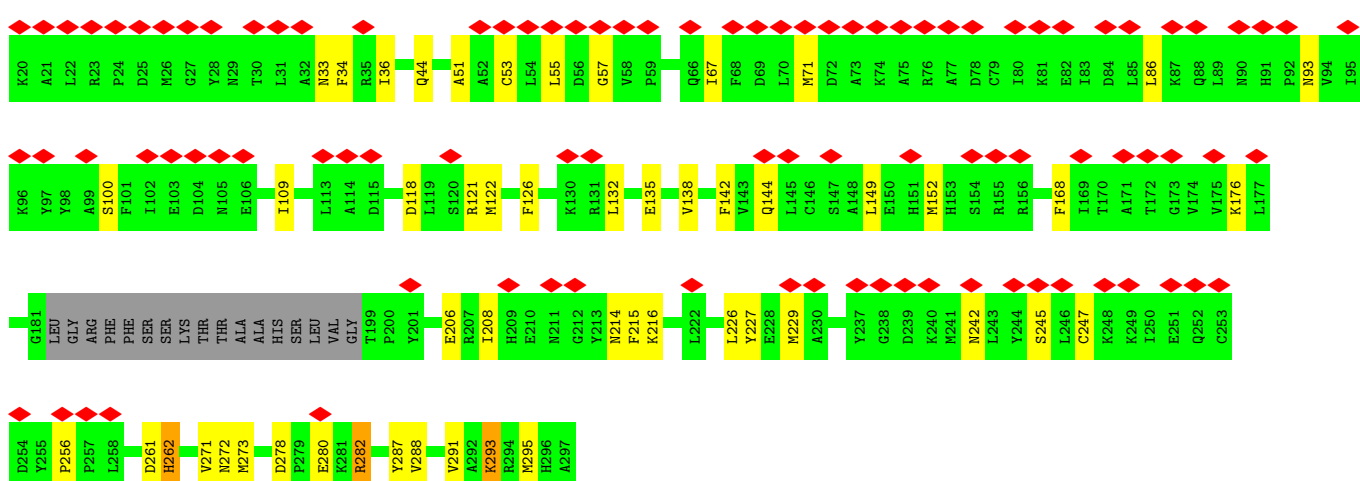 K20 A21 L22 R23 P24 D25 M26 G27 Y28 N29 T30 L31 A32 N33 F34 R35 I36 Q44 A51 A52 C53 L54 L55 D56 G57 V58 P59 Q66 I67 F68 D69 L70 M71 D72 A73 K74 A75 R76 A77 D78 C79 I80 K81 E82 I83 D84 L85 L86 K87 Q88 L89 N90 H91 P92 N93 V94 I95
K96 Y97 Y98 A99 S100 F101 I102 E103 D104 N105 E106 I109 L113 A114 D115 D118 L119 S120 R121 M122 F126 K130 R131 L132 E135 V138 F142 V143 Q144 L145 C146 S147 A148 L149 E150 H151 M152 H153 S154 R155 R156 F168 I169 T170 A171 T172 G173 V174 V175 K176 L177
G181 LEU GLY ARG PHE PHE SER SER LYS THR THR ALA ALA HIS SER LEU VAL GLY T199 P200 Y201 E206 R207 I208 H209 E210 N211 G212 Y213 N214 F215 K216 L222 L226 Y227 E228 M229 A230 Y237 G238 D239 K240 M241 N242 L243 Y244 S245 L246 C247 K248 K249 I250 E251 Q252 C253
D254 Y255 P256 P257 L258 D261 H262 V271 N272 M273 D278 P279 E280 K281 R282 Y287 V288 V291 A292 K293 R294 M295 H296 A297